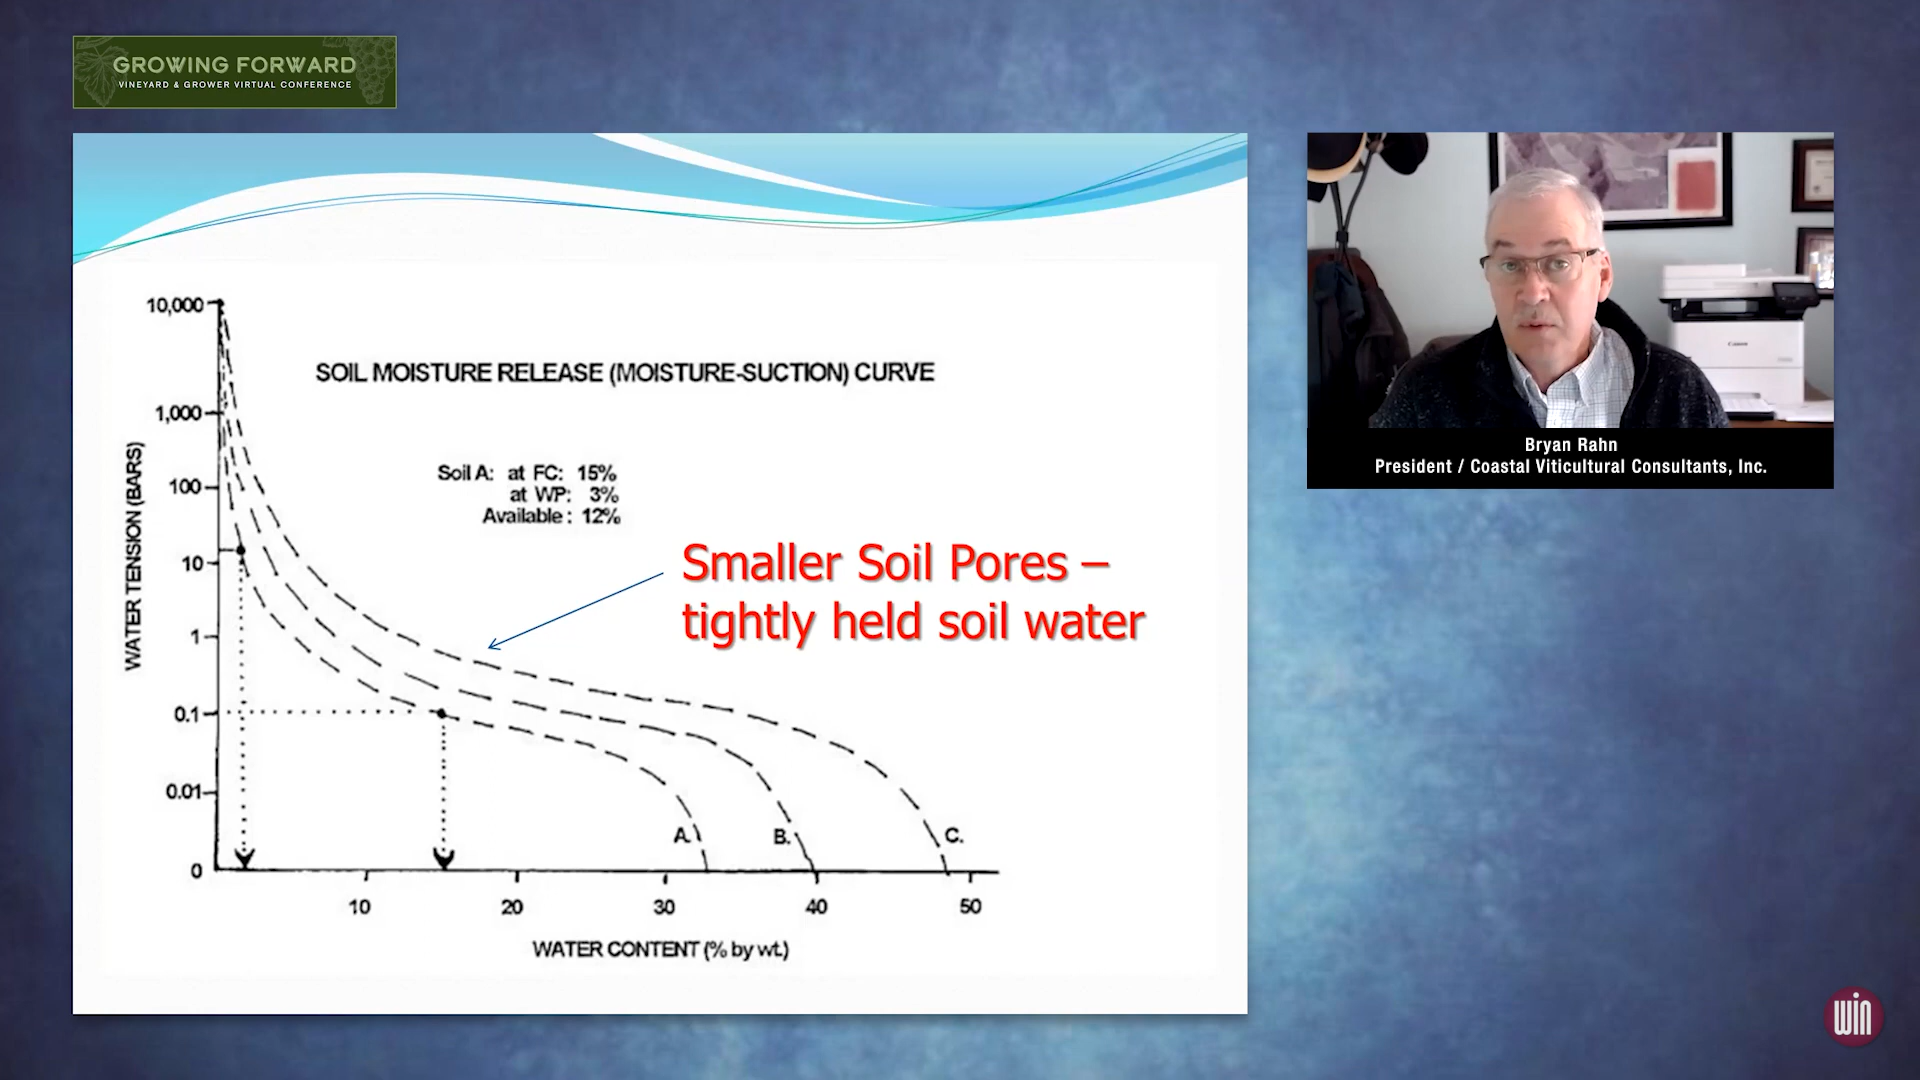 GROWING FORWARD
VINEYARD & GROWER VIRTUAL CONFERENCE
SOIL MOISTURE RELEASE (MOISTURE-SUCTION) CURVE
Soil A: at FC: 15%
at WP: 3%
Available: 12%
Smaller Soil Pores –
tightly held soil water
WATER TENSION (BARS)
10,000
1,000
100
10
1
0.1
0.01
0
A.
B.
C.
10 20 30 40 50
WATER CONTENT (% by wt.)
Canon
Bryan Rahn
President / Coastal Viticultural Consultants, Inc.
win